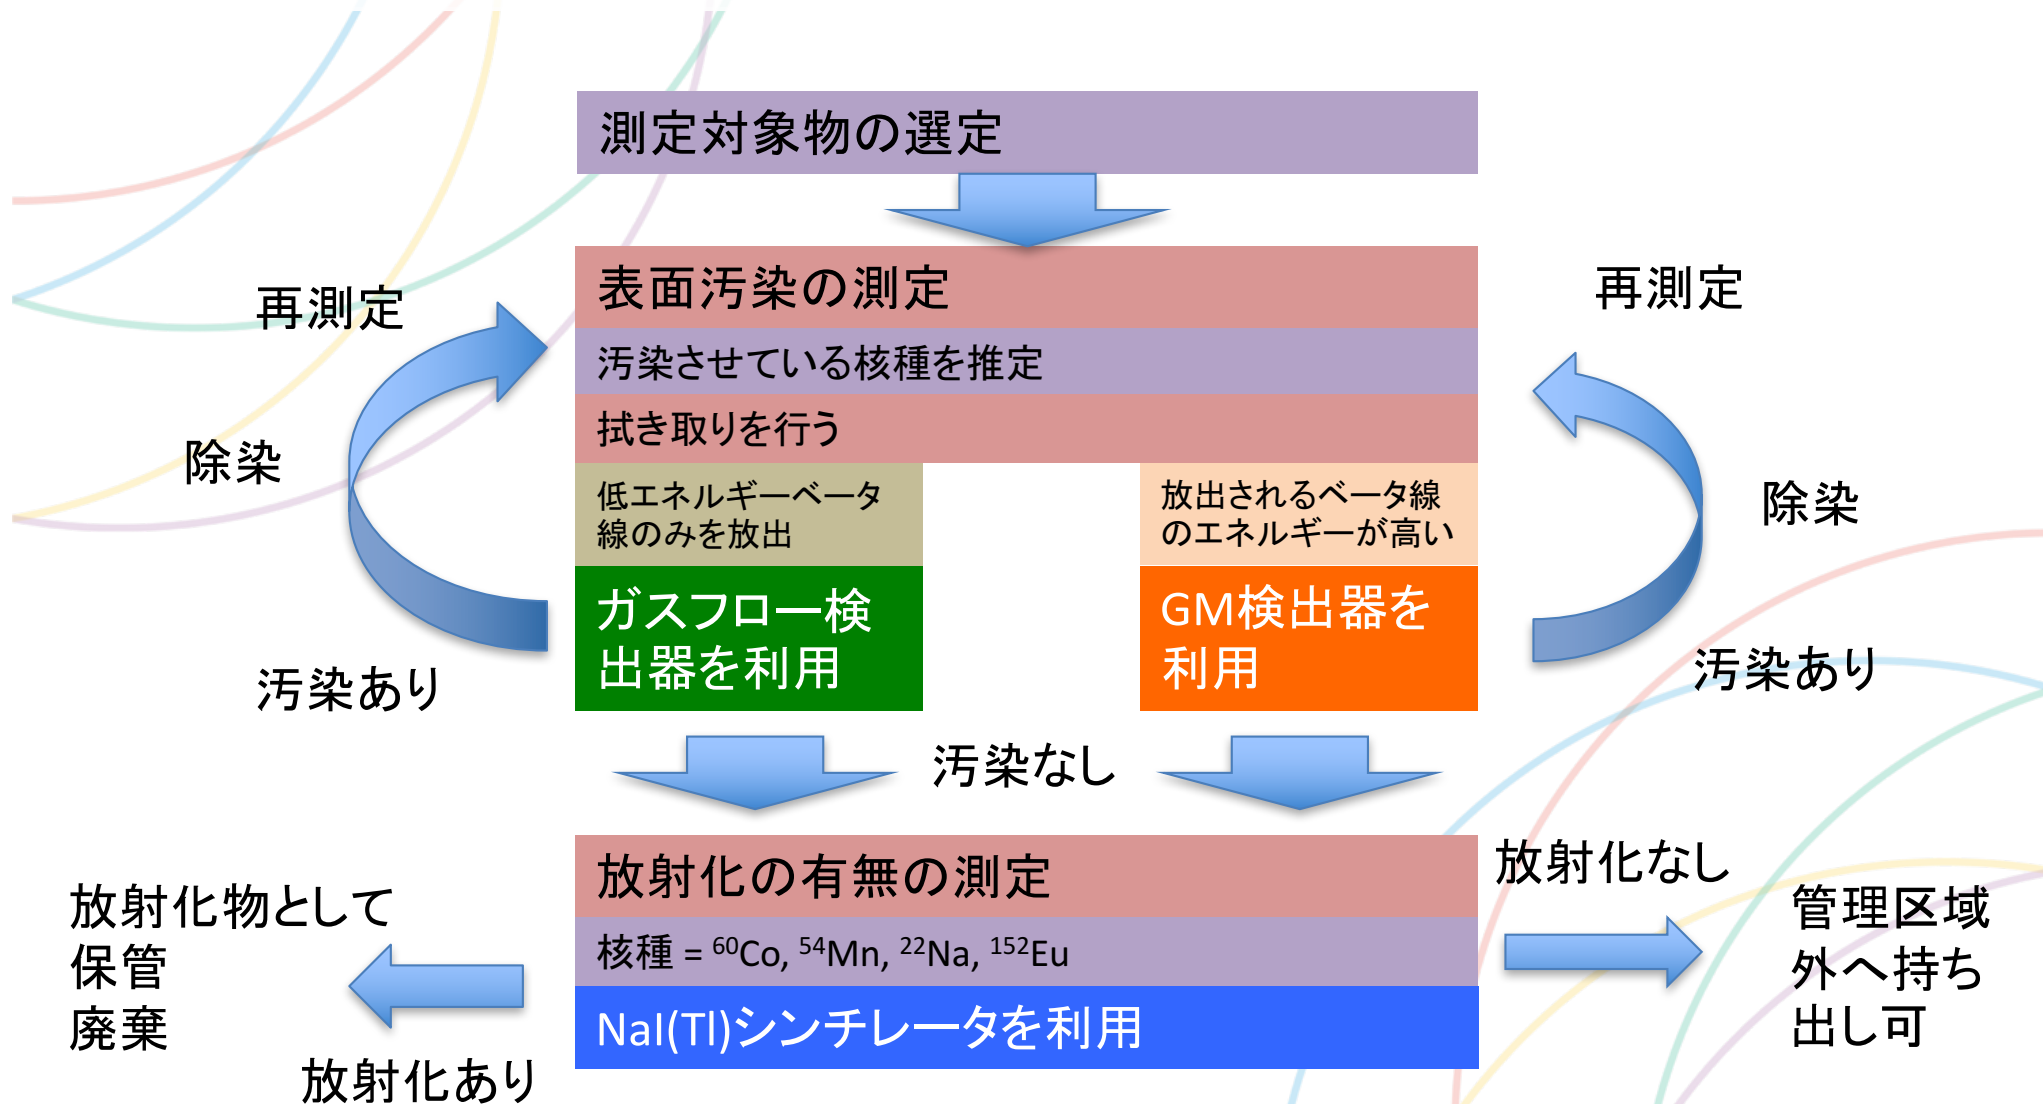 測定対象物の選定
表面汚染の測定
汚染させている核種を推定
拭き取りを行う
低エネルギーベータ
線のみを放出
放出されるベータ線
のエネルギーが高い
ガスフロー検
出器を利用
GM検出器を
利用
再測定
除染
汚染あり
再測定
除染
汚染あり
汚染なし
放射化の有無の測定
核種 = ⁶⁰Co, ⁵⁴Mn, ²²Na, ¹⁵²Eu
NaI(Tl)シンチレータを利用
放射化物として
保管
廃棄
放射化あり
放射化なし
管理区域
外へ持ち
出し可